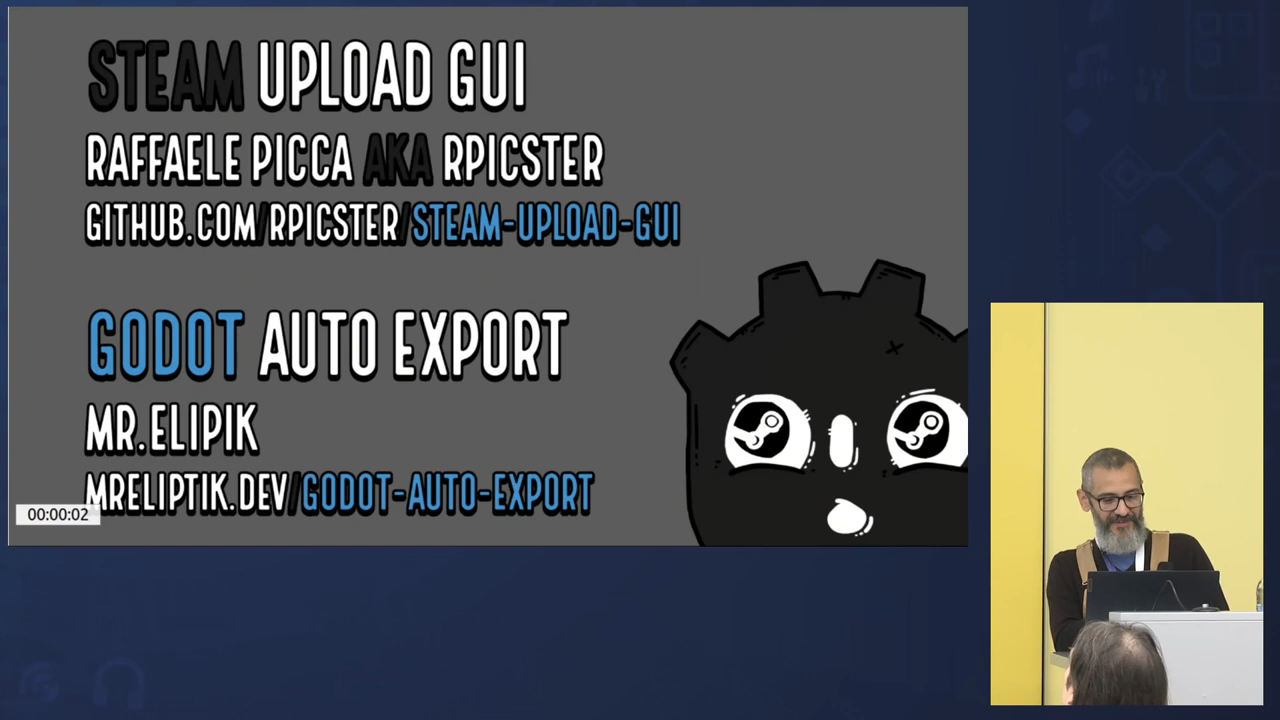 STEAM UPLOAD GUI
RAFFAELE PICCA AKA RPICSTER
GITHUB.COM/RPICSTER/STEAM-UPLOAD-GUI
GODOT AUTO EXPORT
MR.ELIPIK
MRELIPTIK.DEV/GODOT-AUTO-EXPORT
00:00:02